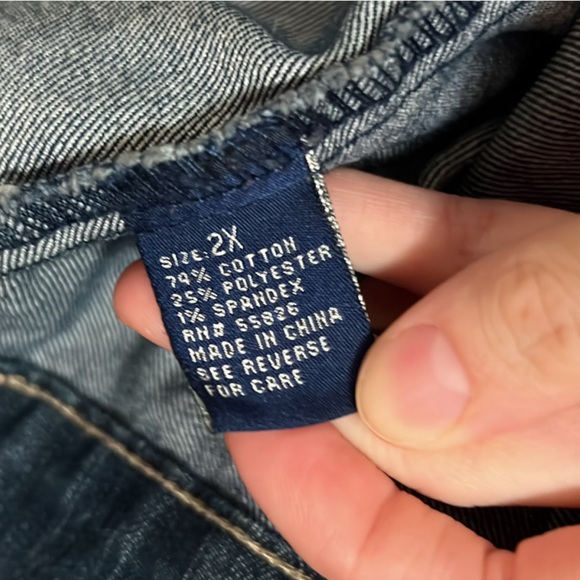 SIZE: 2X
74% COTTON
25% POLYESTER
1% SPANDEX
RN# 55826
MADE IN CHINA
SEE REVERSE
FOR CARE